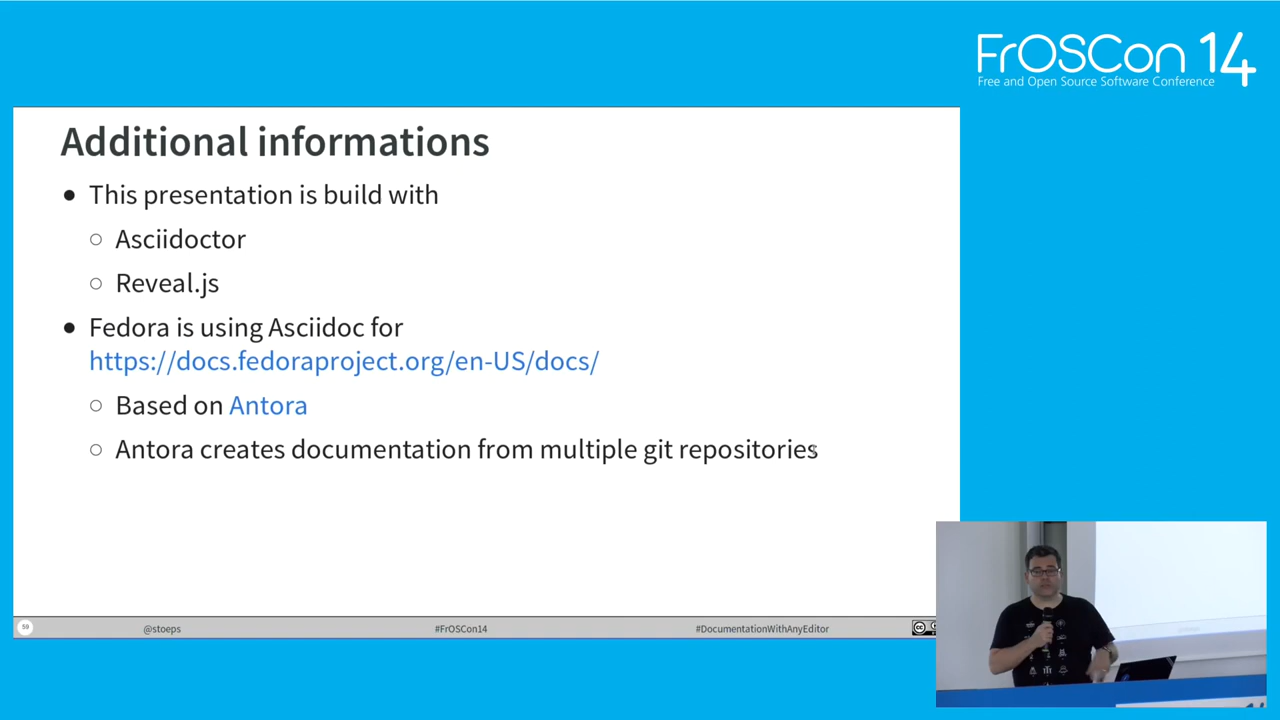 FrOSCon 14
Free and Open Source Software Conference
Additional informations
This presentation is build with
Asciidoctor
Reveal.js
Fedora is using Asciidoc for
https://docs.fedoraproject.org/en-US/docs/
Based on Antora
Antora creates documentation from multiple git repositories
59
@stoeps
#FrOSCon14
#DocumentationWithAnyEditor
cc